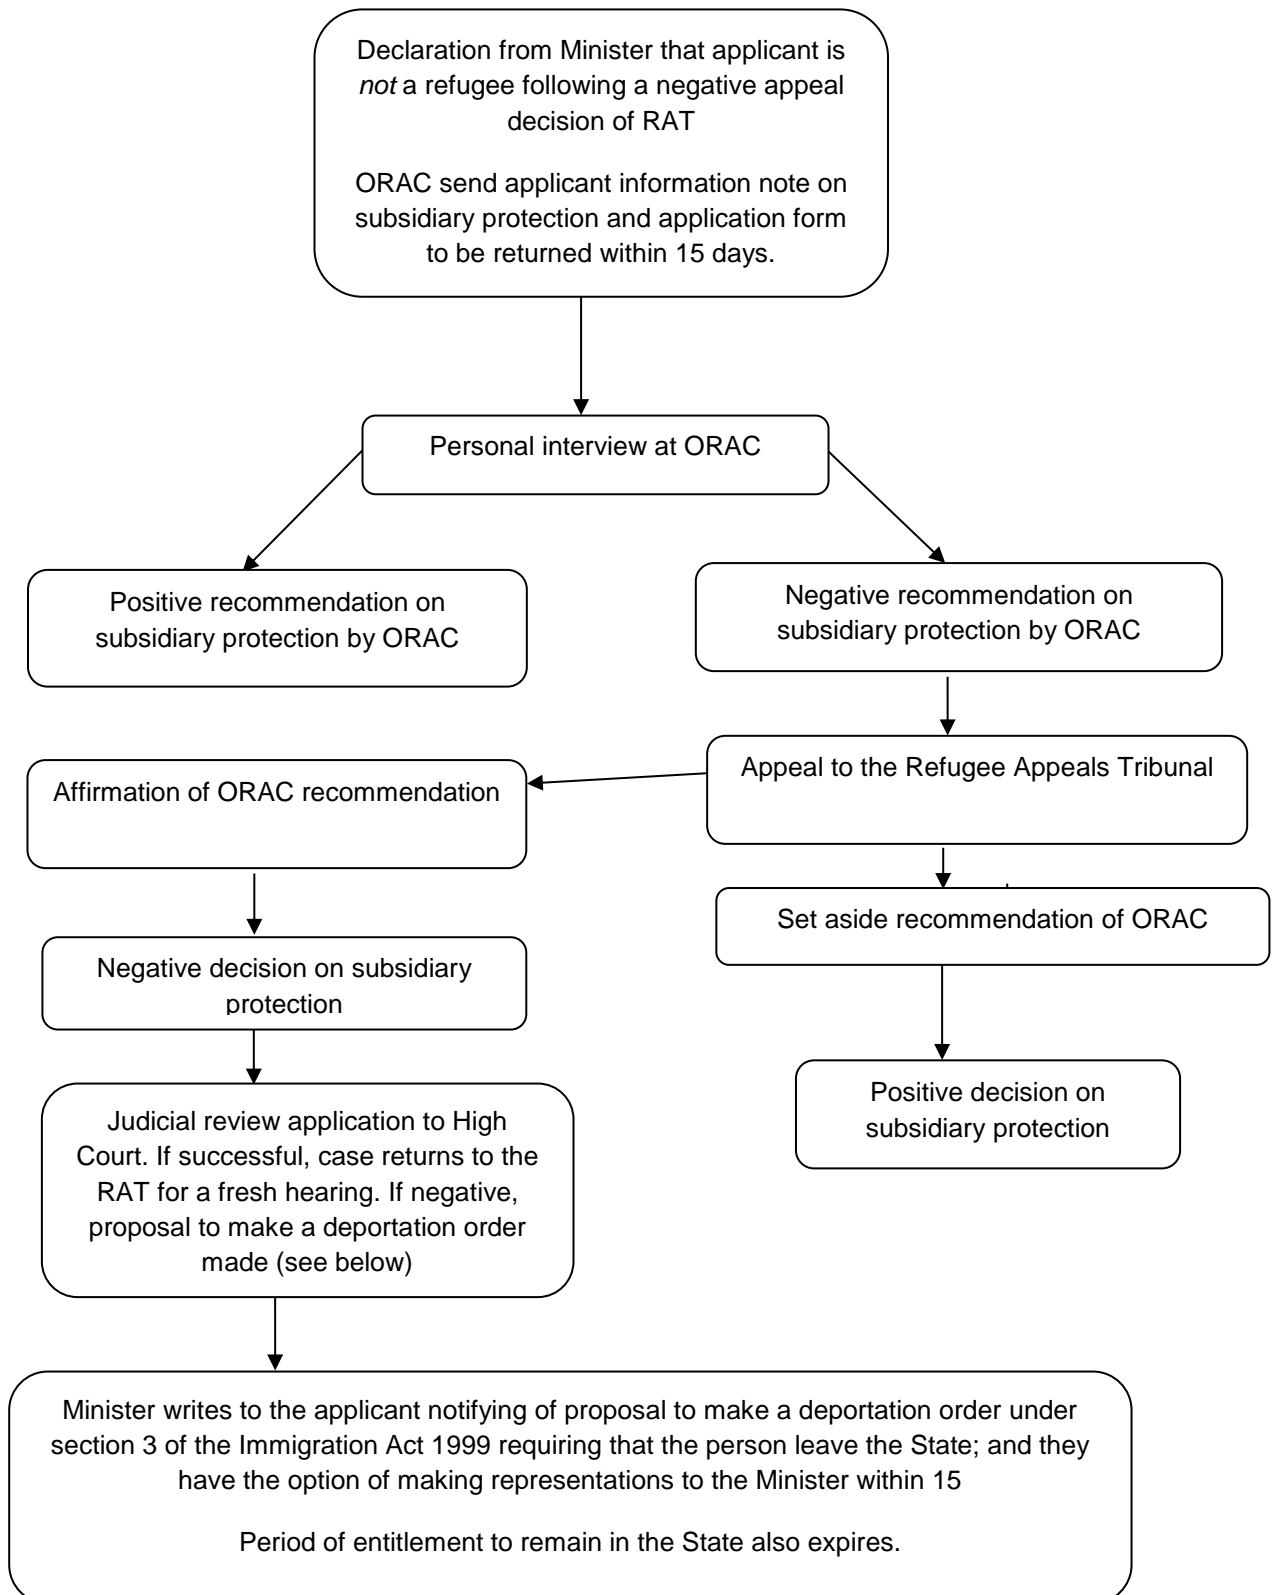 Declaration from Minister that applicant is
not a refugee following a negative appeal
decision of RAT
ORAC send applicant information note on
subsidiary protection and application form
to be returned within 15 days.
Personal interview at ORAC
Positive recommendation on
subsidiary protection by ORAC
Negative recommendation on
subsidiary protection by ORAC
Appeal to the Refugee Appeals Tribunal
Affirmation of ORAC recommendation
Set aside recommendation of ORAC
Negative decision on subsidiary
protection
Positive decision on
subsidiary protection
Judicial review application to High
Court. If successful, case returns to the
RAT for a fresh hearing. If negative,
proposal to make a deportation order
made (see below)
Minister writes to the applicant notifying of proposal to make a deportation order under
section 3 of the Immigration Act 1999 requiring that the person leave the State; and they
have the option of making representations to the Minister within 15
Period of entitlement to remain in the State also expires.